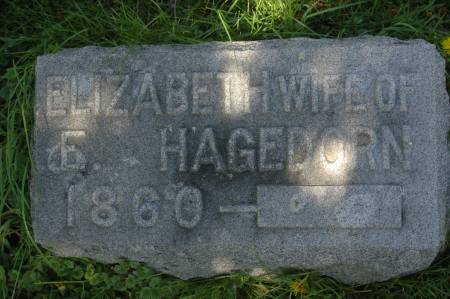 ELIZABETH WIFE OF
E. HAGEDORN
1860 –